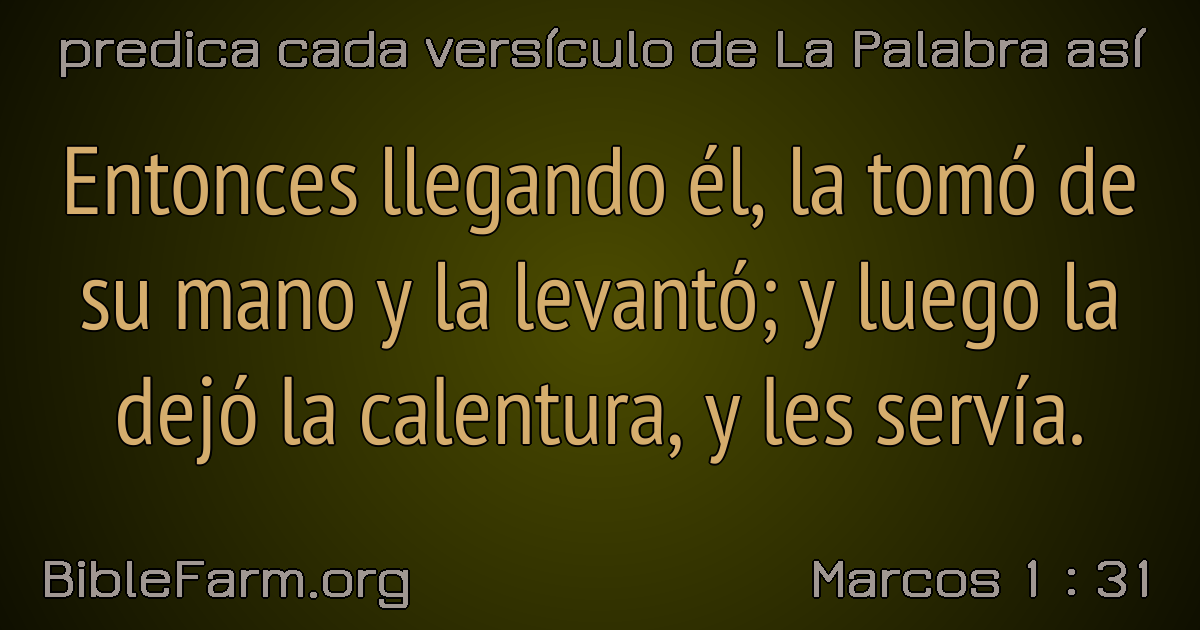 predica cada versículo de La Palabra así
Entonces llegando él, la tomó de
su mano y la levantó; y luego la
dejó la calentura, y les servía.
BibleFarm.org
Marcos 1 : 31